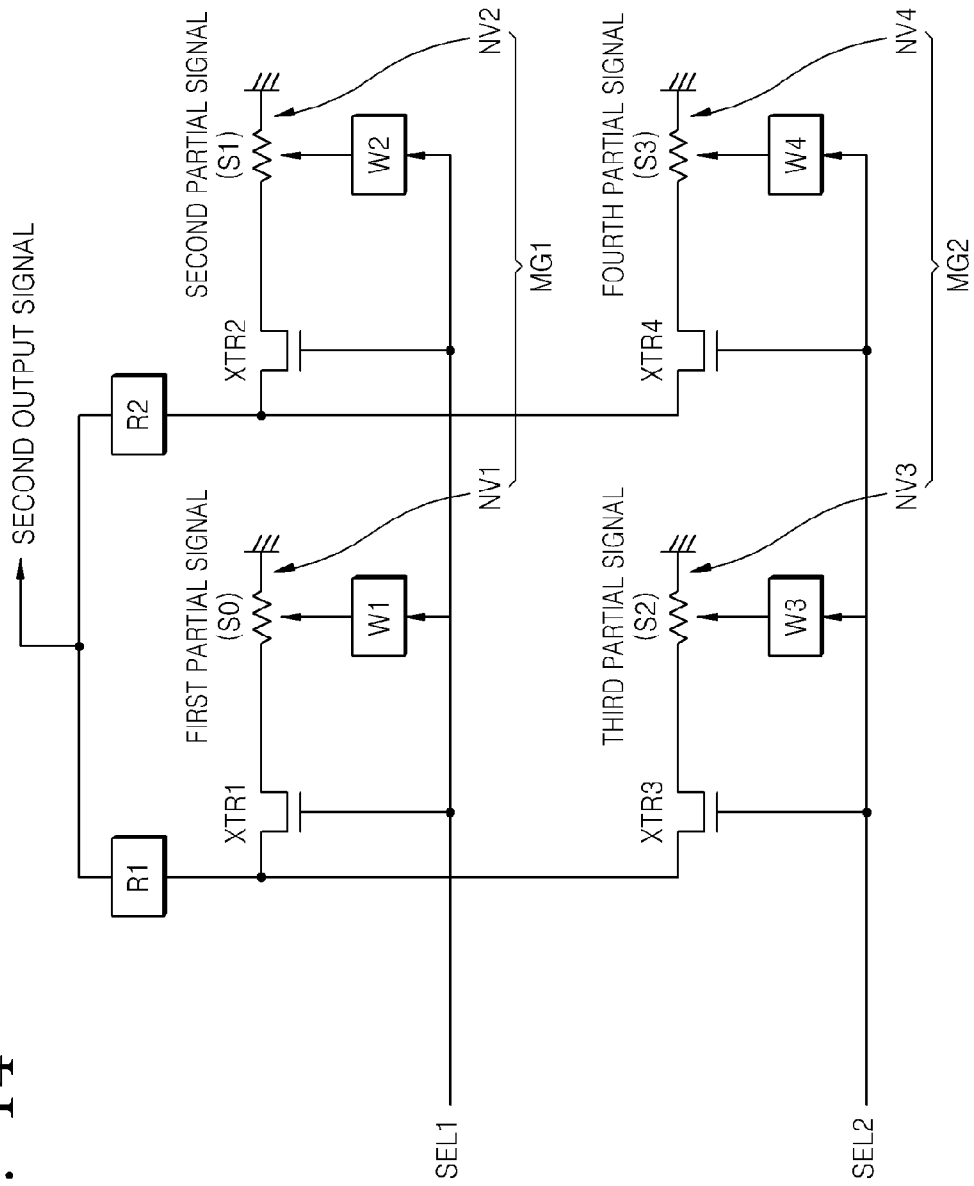 14
SECOND OUTPUT SIGNAL
R1
R2
FIRST PARTIAL SIGNAL
(S0)
SECOND PARTIAL SIGNAL
(S1)
XTR1
XTR2
W1
W2
SEL1
NV1
NV2
MG1
THIRD PARTIAL SIGNAL
(S2)
FOURTH PARTIAL SIGNAL
(S3)
XTR3
XTR4
W3
W4
SEL2
NV3
NV4
MG2